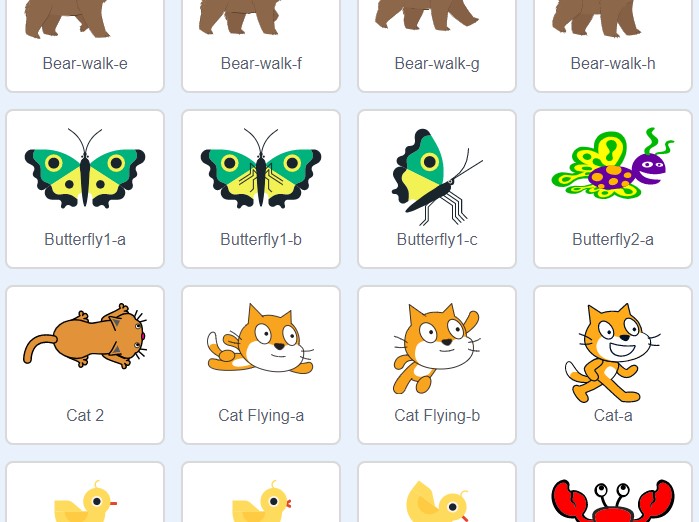 Bear-walk-e
Bear-walk-f
Bear-walk-g
Bear-walk-h
Butterfly1-a
Butterfly1-b
Butterfly1-c
Butterfly2-a
Cat 2
Cat Flying-a
Cat Flying-b
Cat-a